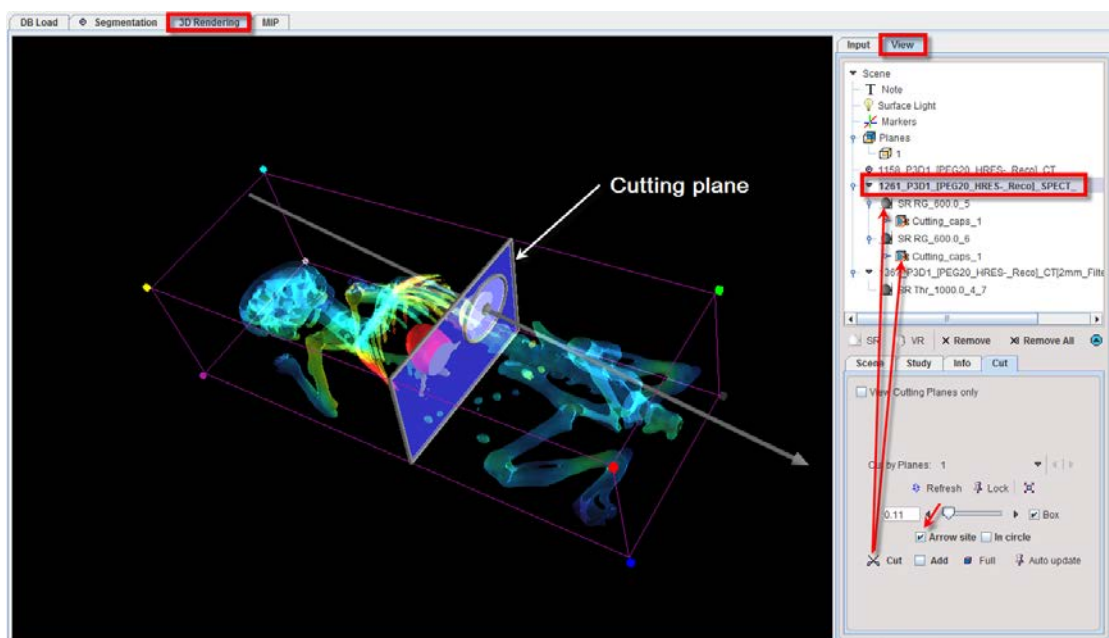 DB Load Segmentation 3D Rendering MIP
Input View
Scene
Note
Surface Light
Markers
Planes
1
1158_P3D1_[PEG20_HRES-_Reco]_CT
1261_P3D1_[PEG20_HRES-_Reco]_SPECT_
SR RG_600.0_5
Cutting_caps_1
SR RG_600.0_6
Cutting_caps_1
P3D1_[PEG20_HRES-_Reco]_CT[2mm_Filte
SR Thr_1000.0_4_7
Cutting plane
SR VR Remove Remove All
Scene Study Info Cut
View Cutting Planes only
Cut by Planes: 1
Refresh Lock
0.11 Box
Arrow site In circle
Cut Add Full Auto update